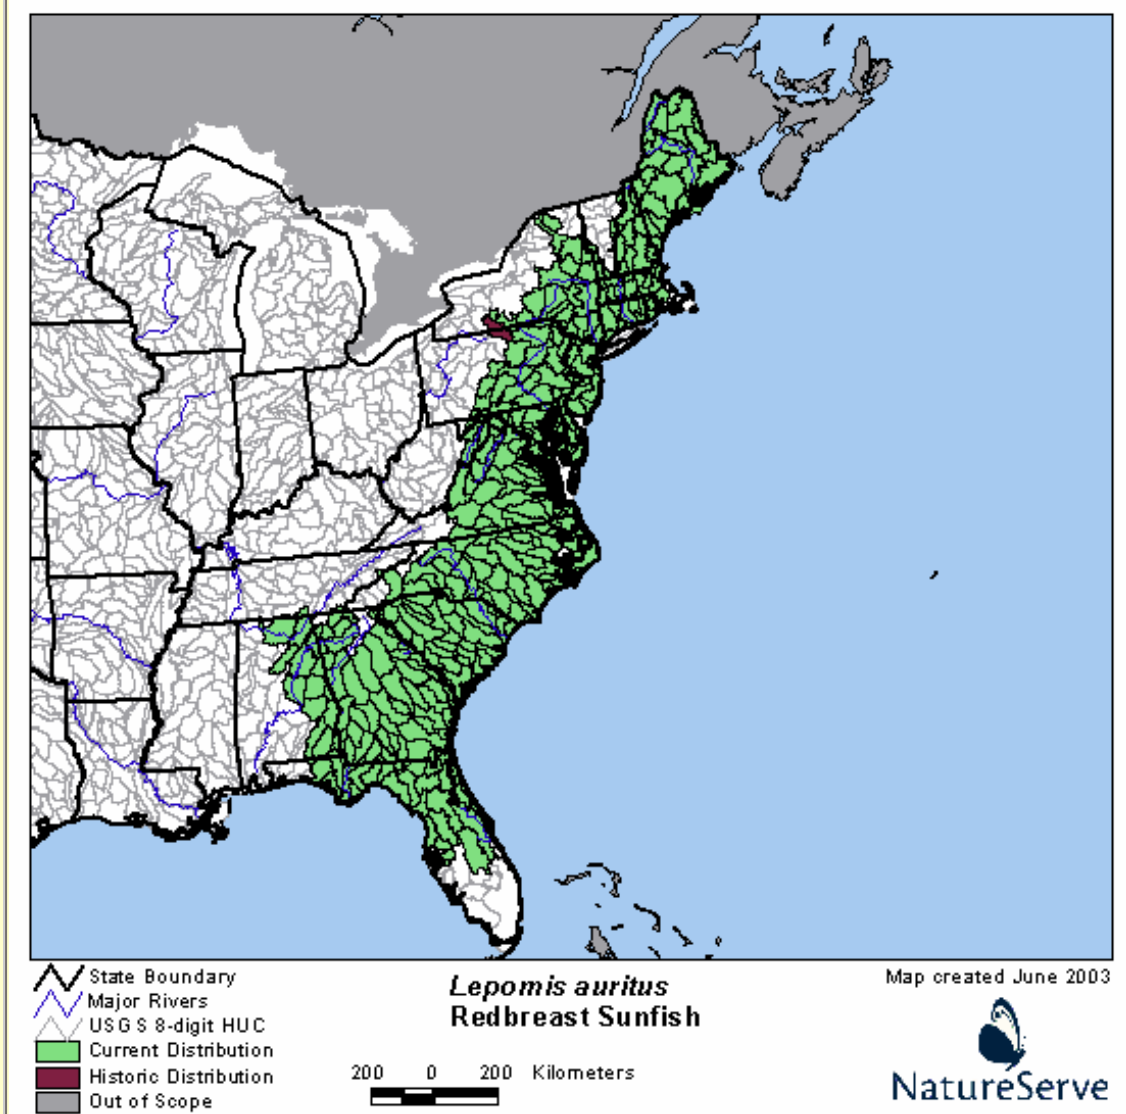 State Boundary
Major Rivers
USGS 8-digit HUC
Current Distribution
Historic Distribution
Out of Scope
Lepomis auritus
Redbreast Sunfish
200 0 200 Kilometers
Map created June 2003
NatureServe